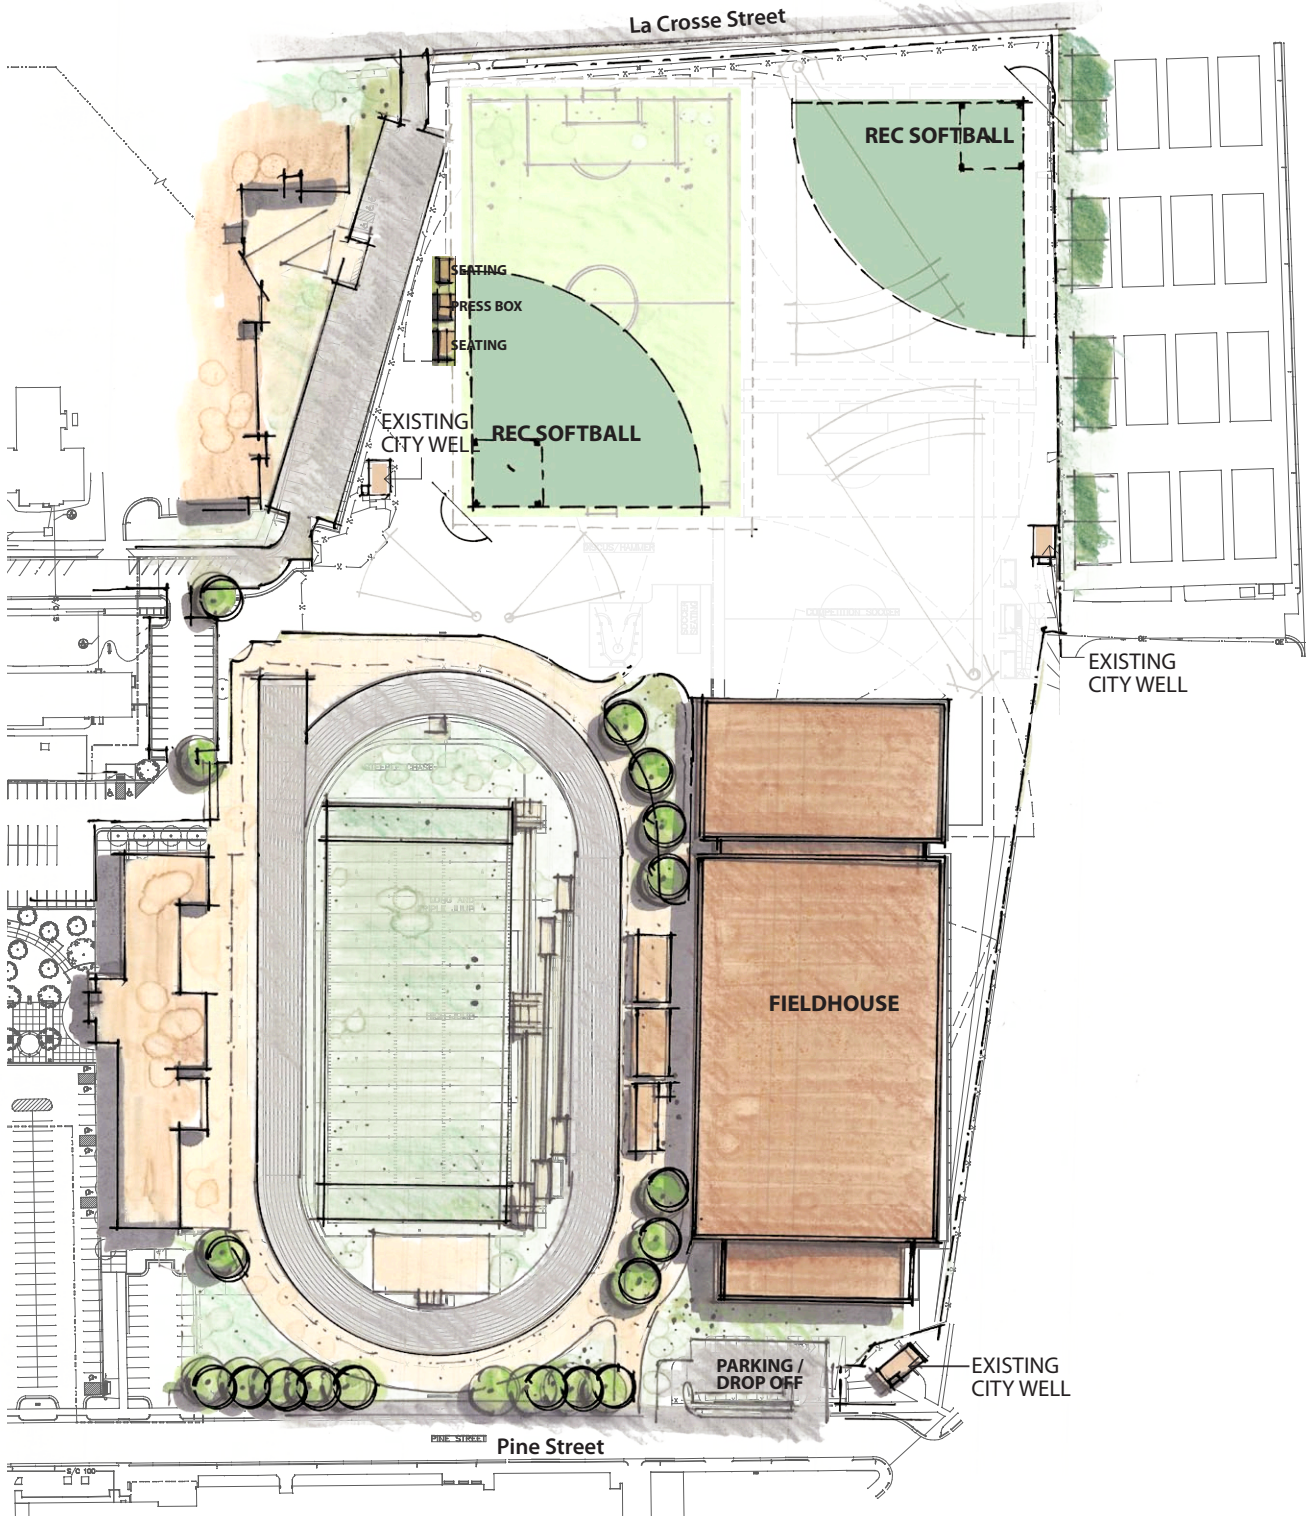 La Crosse Street
REC SOFTBALL
SEATING
PRESS BOX
SEATING
EXISTING
CITY WELL
REC SOFTBALL
EXISTING
CITY WELL
FIELDHOUSE
PARKING /
DROP OFF
EXISTING
CITY WELL
PINE STREET
Pine Street
S/C 100